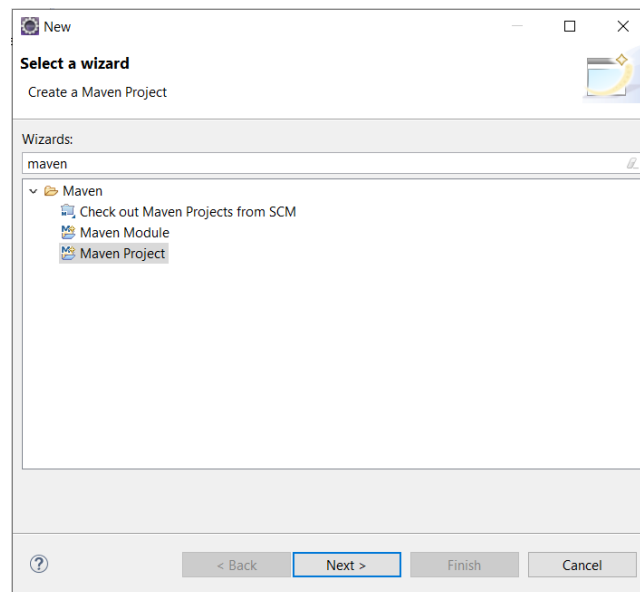 New
Select a wizard
Create a Maven Project
Wizards:
maven
Maven
Check out Maven Projects from SCM
Maven Module
Maven Project
< Back Next > Finish Cancel